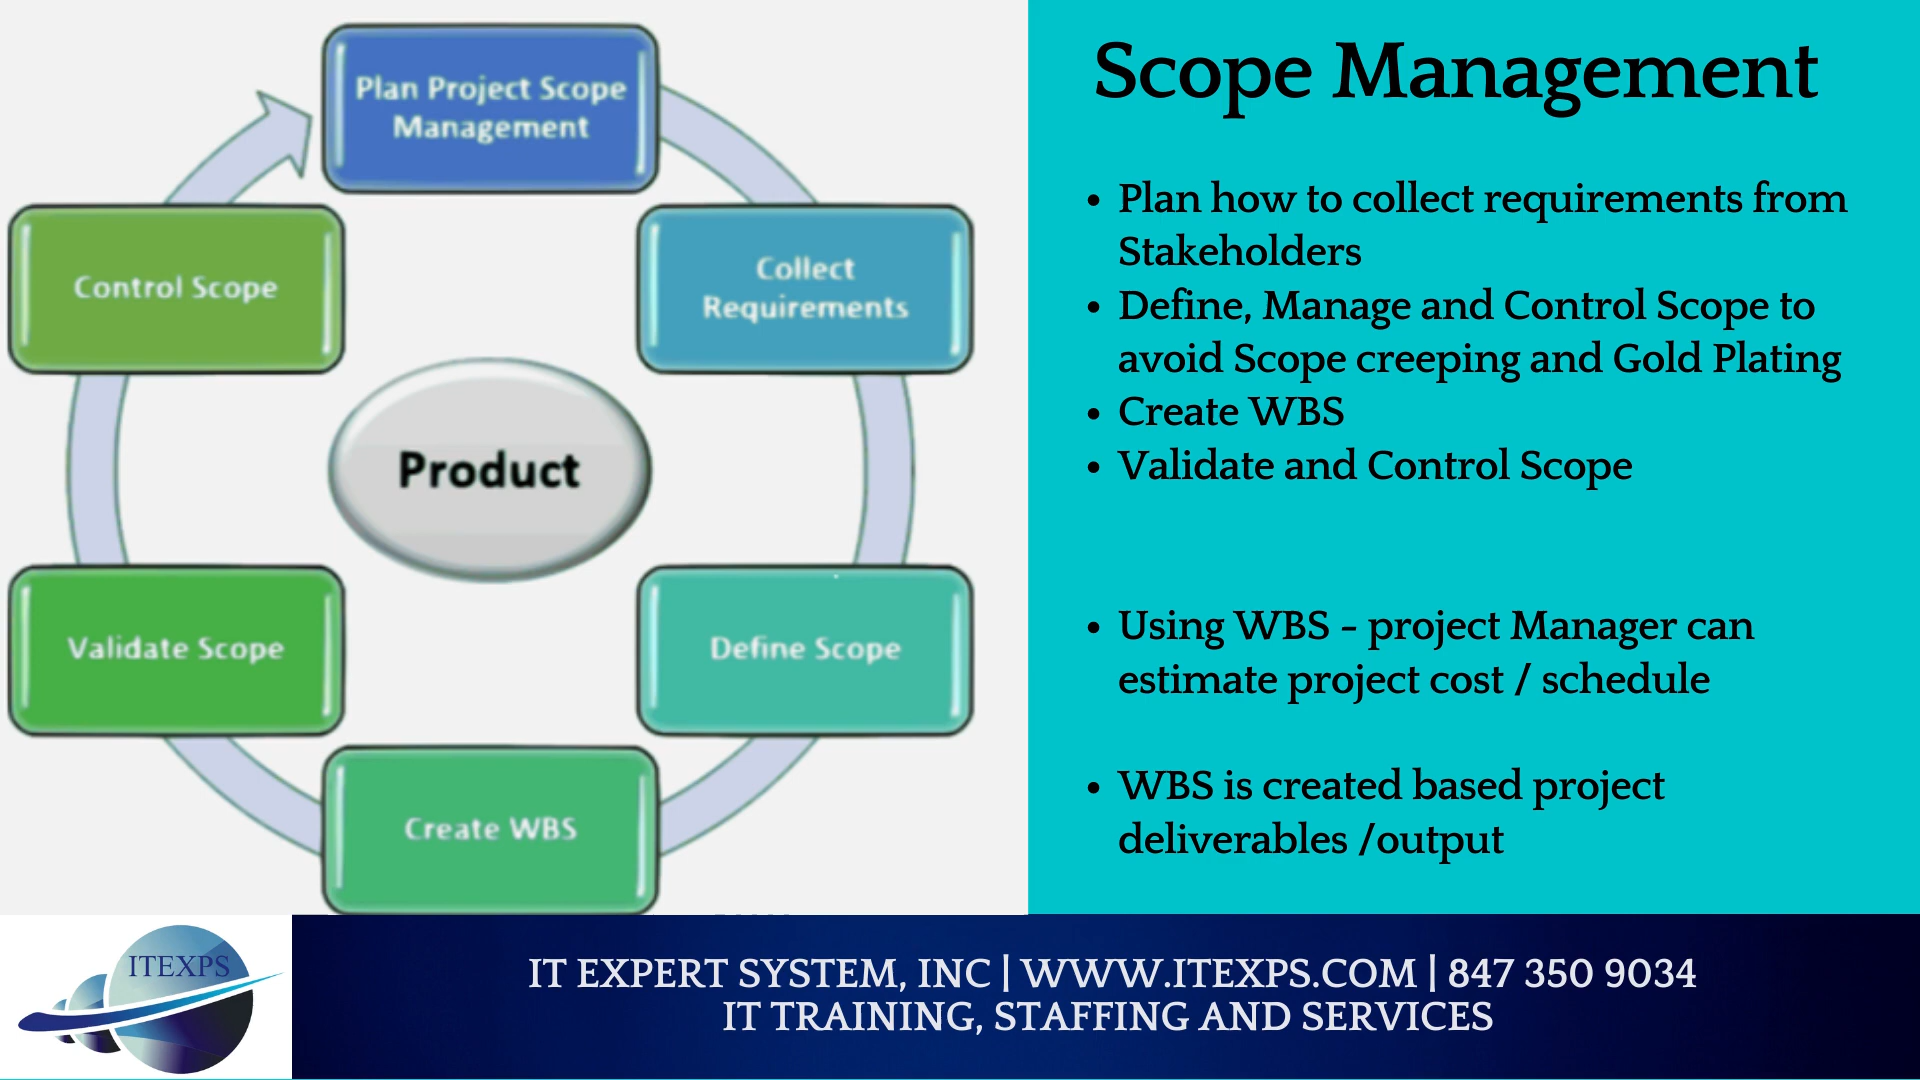 Plan Project Scope
Management
Collect
Requirements
Define Scope
Create WBS
Validate Scope
Control Scope
Product
Scope Management
• Plan how to collect requirements from
Stakeholders
• Define, Manage and Control Scope to
avoid Scope creeping and Gold Plating
• Create WBS
• Validate and Control Scope
• Using WBS - project Manager can
estimate project cost / schedule
• WBS is created based project
deliverables /output
ITEXPS
IT EXPERT SYSTEM, INC | WWW.ITEXPS.COM | 847 350 9034
IT TRAINING, STAFFING AND SERVICES